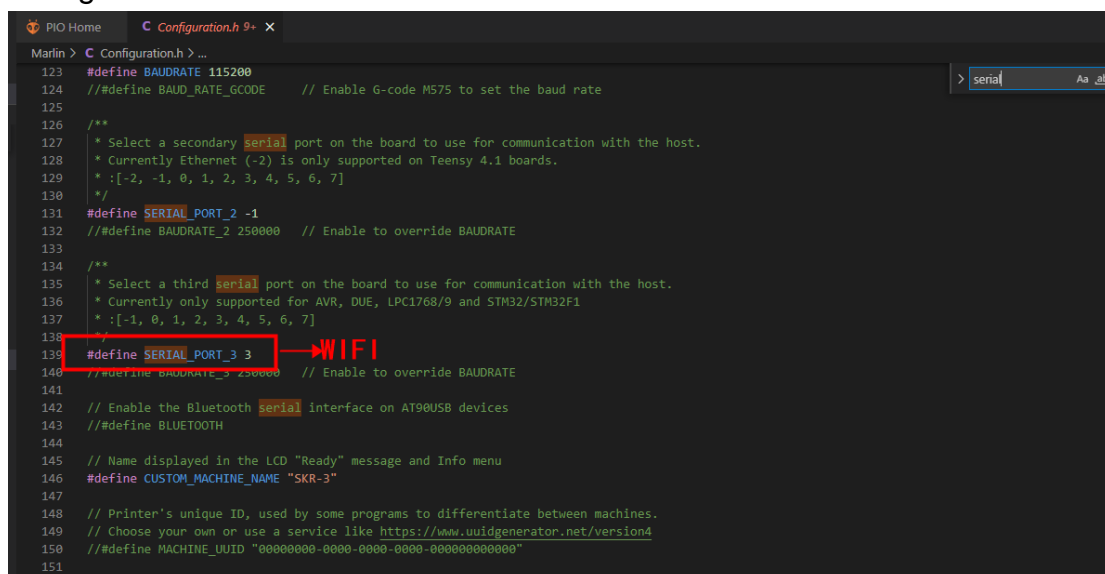 PIO Home C Configuration.h 9+ ×
Marlin > C Configuration.h > ...
123 #define BAUDRATE 115200
124 //#define BAUD_RATE_GCODE // Enable G-code M575 to set the baud rate
125
126 /**
127 * Select a secondary serial port on the board to use for communication with the host.
128 * Currently Ethernet (-2) is only supported on Teensy 4.1 boards.
129 * :[-2, -1, 0, 1, 2, 3, 4, 5, 6, 7]
130 */
131 #define SERIAL_PORT_2 -1
132 //#define BAUDRATE_2 250000 // Enable to override BAUDRATE
133
134 /**
135 * Select a third serial port on the board to use for communication with the host.
136 * Currently only supported for AVR, DUE, LPC1768/9 and STM32/STM32F1
137 * :[-1, 0, 1, 2, 3, 4, 5, 6, 7]
138 */
139 #define SERIAL_PORT_3 3 WIFI
140 //#define BAUDRATE_3 250000 // Enable to override BAUDRATE
141
142 // Enable the Bluetooth serial interface on AT90USB devices
143 //#define BLUETOOTH
144
145 // Name displayed in the LCD "Ready" message and Info menu
146 #define CUSTOM_MACHINE_NAME "SKR-3"
147
148 // Printer's unique ID, used by some programs to differentiate between machines.
149 // Choose your own or use a service like https://www.uuidgenerator.net/version4
150 //#define MACHINE_UUID "00000000-0000-0000-0000-000000000000"
151
> serial Aa